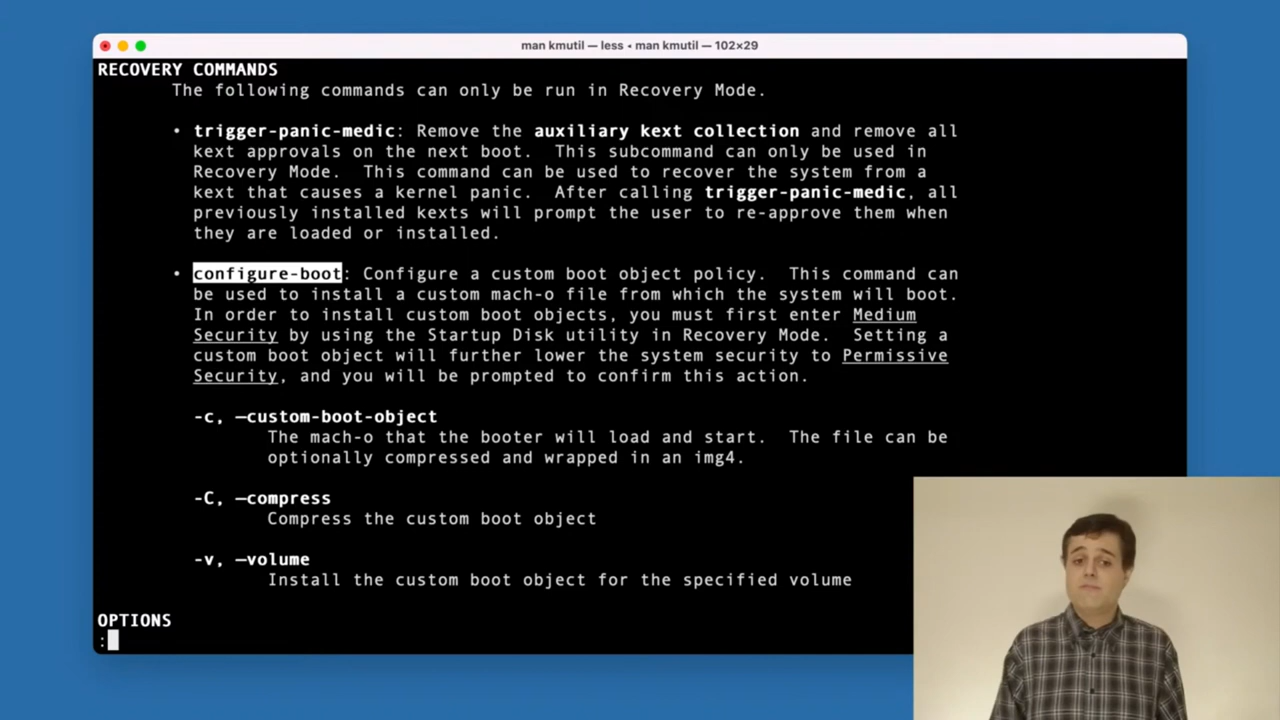 man kmutil — less ◂ man kmutil — 102×29
RECOVERY COMMANDS
The following commands can only be run in Recovery Mode.
• trigger-panic-medic: Remove the auxiliary kext collection and remove all
kext approvals on the next boot. This subcommand can only be used in
Recovery Mode. This command can be used to recover the system from a
kext that causes a kernel panic. After calling trigger-panic-medic, all
previously installed kexts will prompt the user to re-approve them when
they are loaded or installed.
• configure-boot: Configure a custom boot object policy. This command can
be used to install a custom mach-o file from which the system will boot.
In order to install custom boot objects, you must first enter Medium
Security by using the Startup Disk utility in Recovery Mode. Setting a
custom boot object will further lower the system security to Permissive
Security, and you will be prompted to confirm this action.
-c, —custom-boot-object
The mach-o that the booter will load and start. The file can be
optionally compressed and wrapped in an img4.
-C, —compress
Compress the custom boot object
-v, —volume
Install the custom boot object for the specified volume
OPTIONS
: